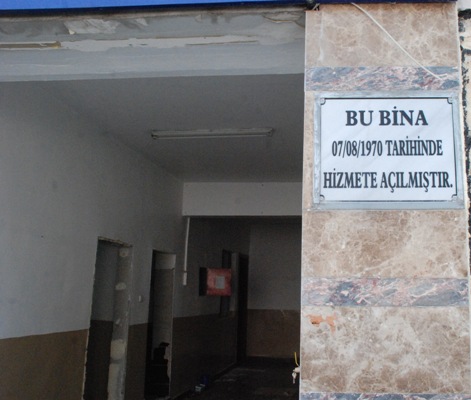 BU BİNA
07/08/1970 TARİHİNDE
HİZMETE AÇILMIŞTIR.